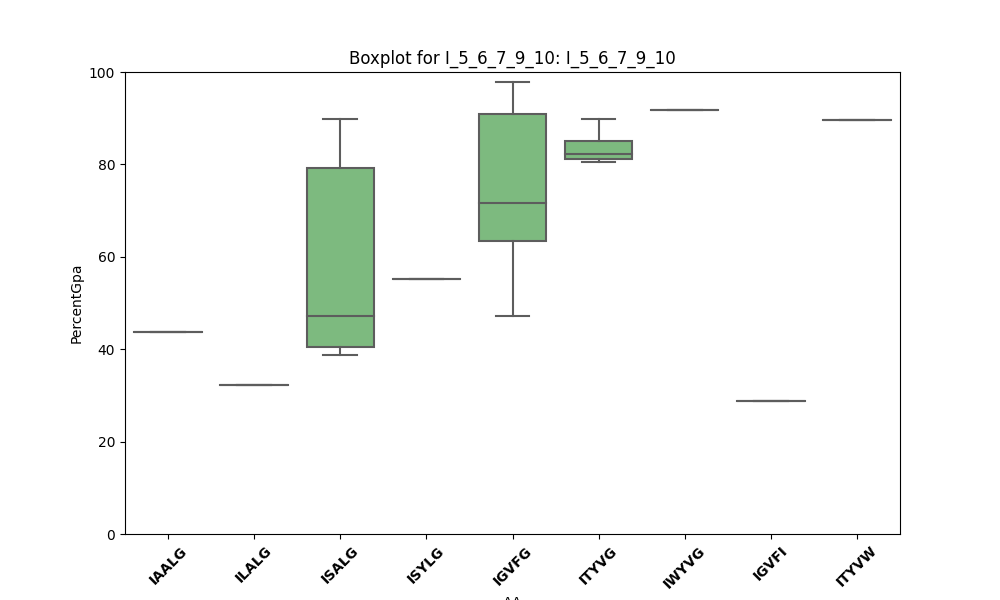 Boxplot for I_5_6_7_9_10: I_5_6_7_9_10
PercentGpa
100
80
60
40
20
0
IAALG
ILALG
ISALG
ISYLG
IGVFG
ITYVG
IWYVG
IGVFI
ITYVW